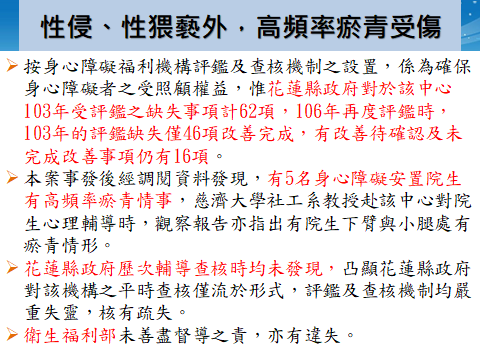 性侵、性猥褻外，高頻率瘀青受傷
按身心障礙福利機構評鑑及查核機制之設置，係為確保
身心障礙者之受照顧權益，惟花蓮縣政府對於該中心
103年受評鑑之缺失事項計62項，106年再度評鑑時，
103年的評鑑缺失僅46項改善完成，有改善待確認及未
完成改善事項仍有16項。
本案事發後經調閱資料發現，有5名身心障礙安置院生
有高頻率瘀青情事，慈濟大學社工系教授赴該中心對院
生心理輔導時，觀察報告亦指出有院生下臂與小腿處有
瘀青情形。
花蓮縣政府歷次輔導查核時均未發現，凸顯花蓮縣政府
對該機構之平時查核僅流於形式，評鑑及查核機制均嚴
重失靈，核有疏失。
衛生福利部未善盡督導之責，亦有違失。